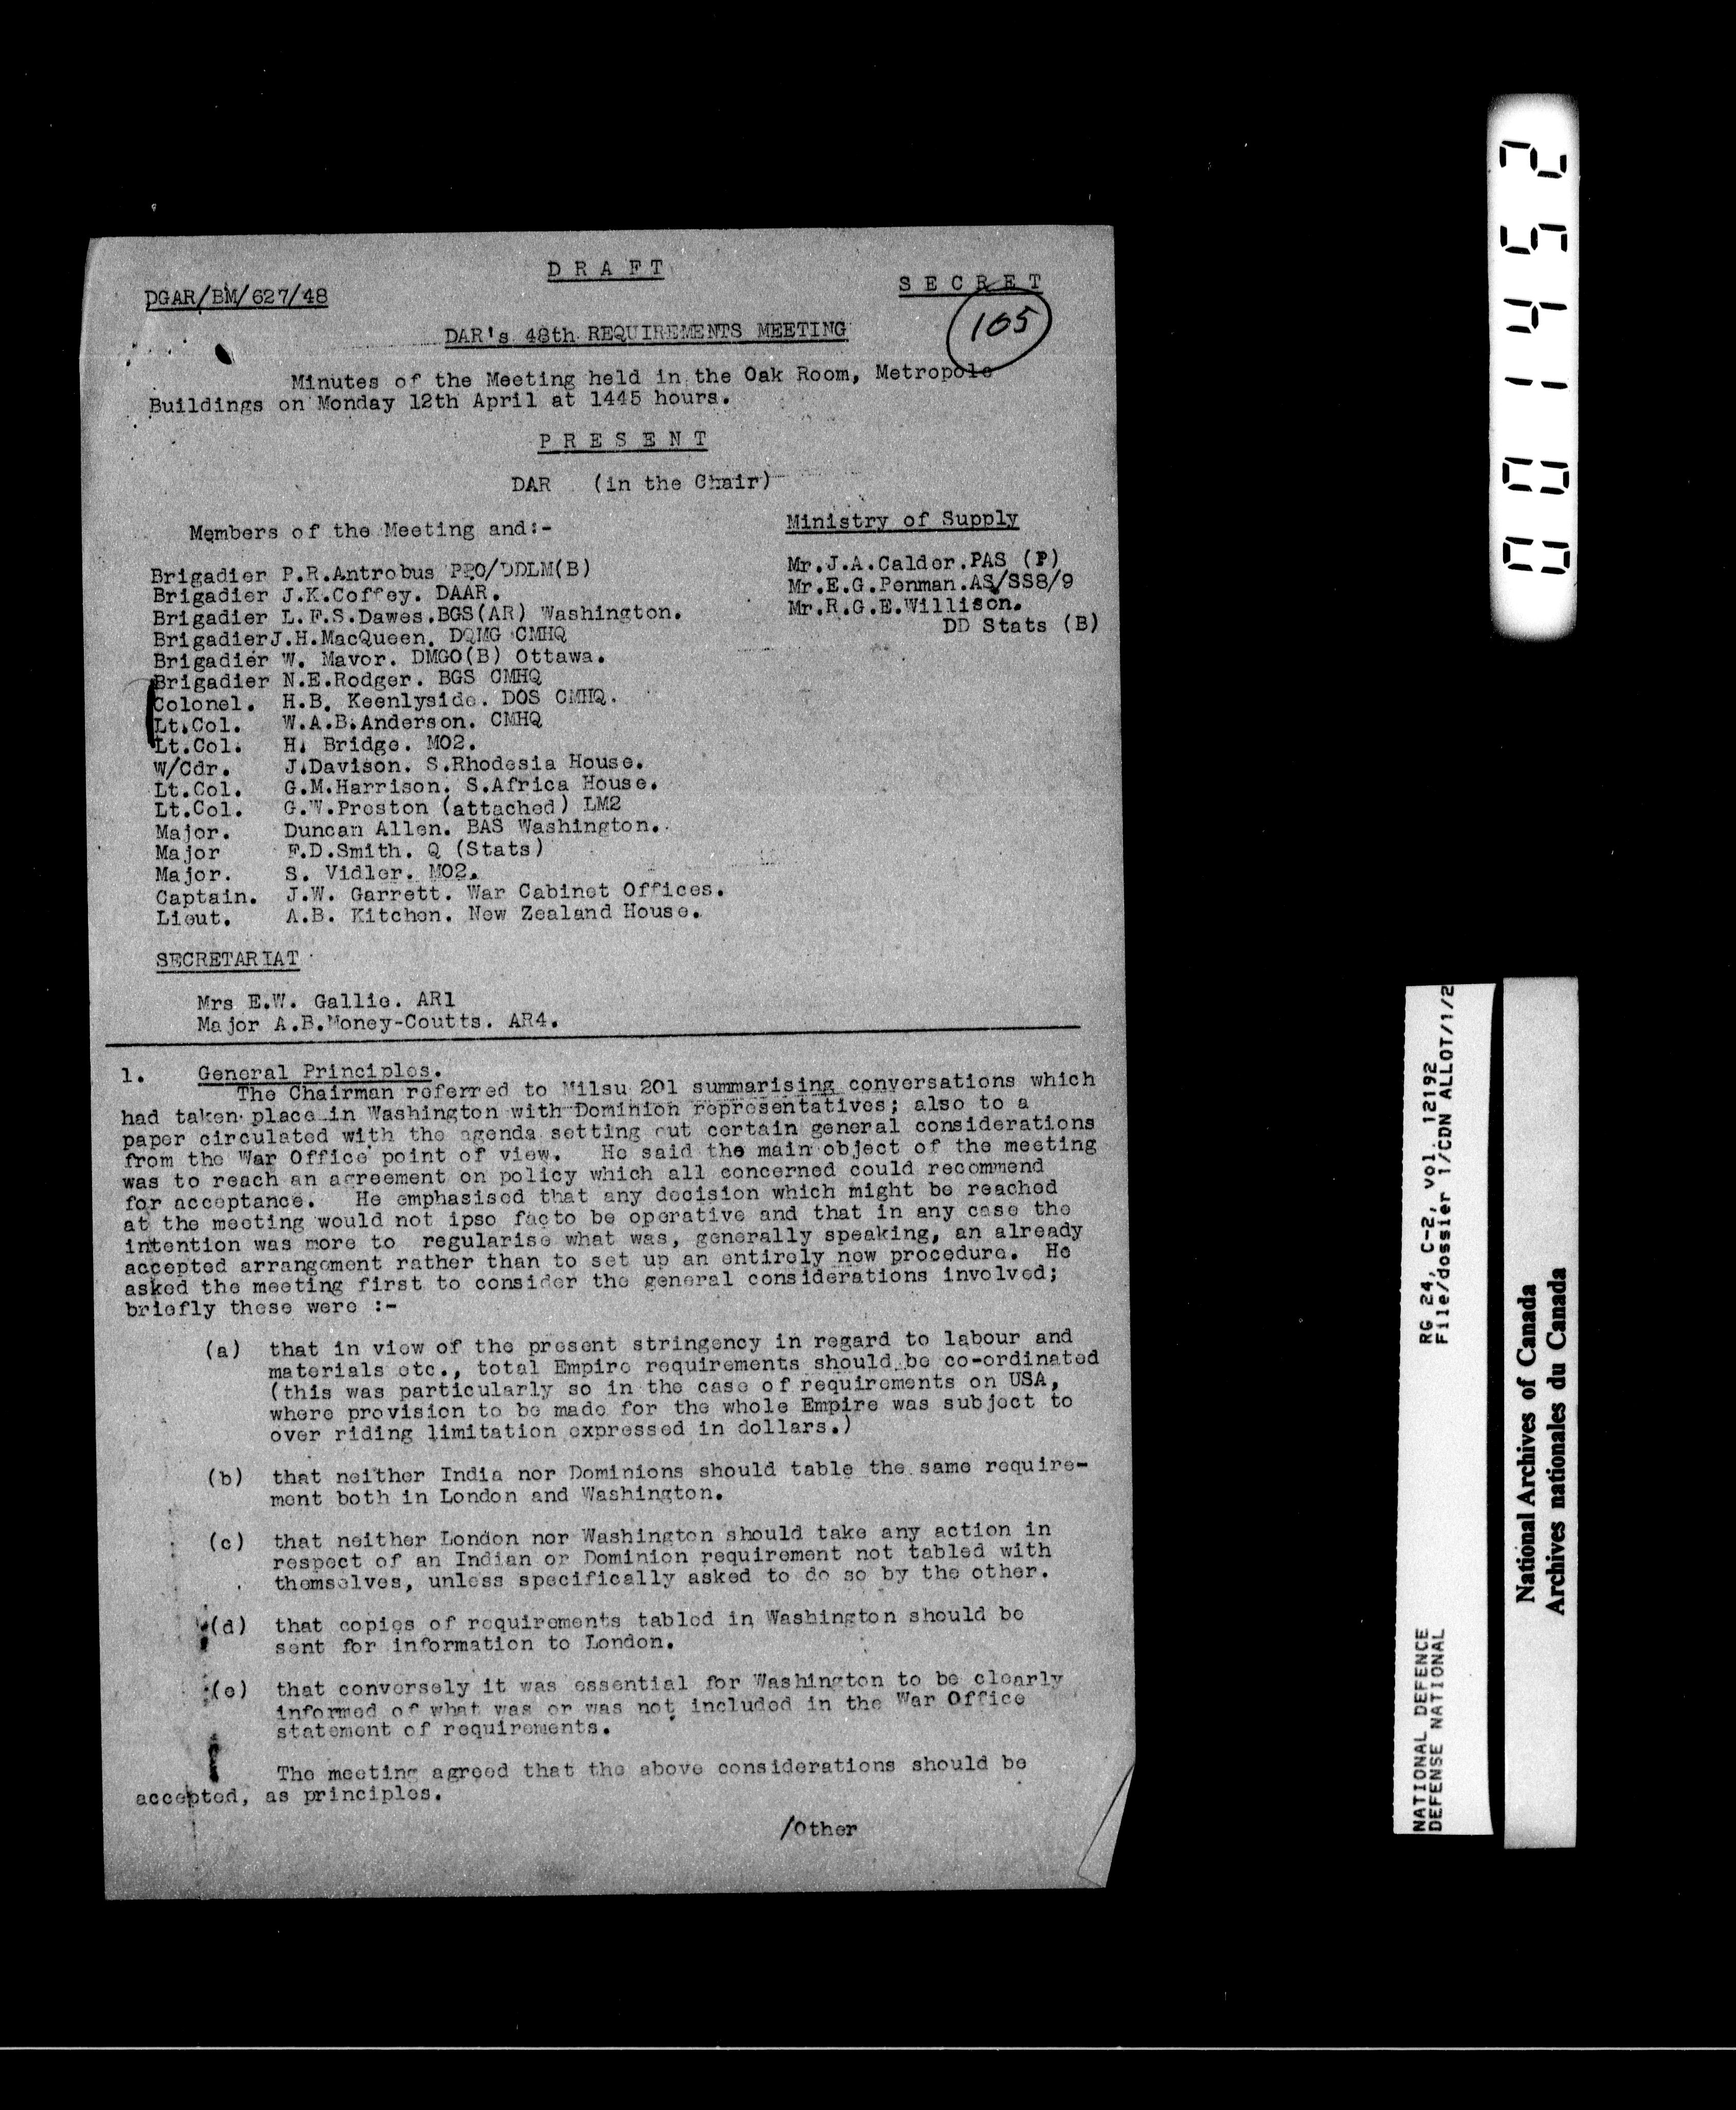 D R A F T
DGAR/BM/627/48
S E C R E T
105
DAR's 48th REQUIREMENTS MEETING
Minutes of the Meeting held in the Oak Room, Metropole
Buildings on Monday 12th April at 1445 hours.
P R E S E N T
DAR (in the Chair)
Members of the Meeting and:-
Brigadier P.R.Antrobus PPO/DDLM(B)
Brigadier J.K.Coffey. DAAR.
Brigadier L.F.S.Dawes.BGS(AR) Washington.
Brigadier J.H.MacQueen. DQMG CMHQ
Brigadier W. Mavor. DMGO(B) Ottawa.
Brigadier N.E.Rodger. BGS CMHQ
Colonel. H.B. Keenlyside. DOS CMHQ.
Lt.Col. W.A.B.Anderson. CMHQ
Lt.Col. H. Bridge. MO2.
W/Cdr. J.Davison. S.Rhodesia House.
Lt.Col. G.M.Harrison. S.Africa House.
Lt.Col. G.W.Preston (attached) LM2
Major. Duncan Allen. BAS Washington.
Major F.D.Smith. Q (Stats)
Major. S. Vidler. MO2.
Captain. J.W. Garrett. War Cabinet Offices.
Lieut. A.B. Kitchen. New Zealand House.
Ministry of Supply
Mr.J.A.Calder.PAS (P)
Mr.E.G.Penman.AS/SS8/9
Mr.R.G.E.Willison.
DD Stats (B)
SECRETARIAT
Mrs E.W. Gallie. AR1
Major A.B.Money-Coutts. AR4.
1. General Principles.
The Chairman referred to Milsu 201 summarising conversations which
had taken place in Washington with Dominion representatives; also to a
paper circulated with the agenda setting out certain general considerations
from the War Office point of view. He said the main object of the meeting
was to reach an agreement on policy which all concerned could recommend
for acceptance. He emphasised that any decision which might be reached
at the meeting would not ipso facto be operative and that in any case the
intention was more to regularise what was, generally speaking, an already
accepted arrangement rather than to set up an entirely new procedure. He
asked the meeting first to consider the general considerations involved;
briefly these were :-
(a) that in view of the present stringency in regard to labour and
materials etc., total Empire requirements should be co-ordinated
(this was particularly so in the case of requirements on USA,
where provision to be made for the whole Empire was subject to
over riding limitation expressed in dollars.)
(b) that neither India nor Dominions should table the same require-
ment both in London and Washington.
(c) that neither London nor Washington should take any action in
respect of an Indian or Dominion requirement not tabled with
themselves, unless specifically asked to do so by the other.
(d) that copies of requirements tabled in Washington should be
sent for information to London.
(e) that conversely it was essential for Washington to be clearly
informed of what was or was not included in the War Office
statement of requirements.
The meeting agreed that the above considerations should be
accepted, as principles.
/Other
001452
NATIONAL DEFENCE RG 24, C-2, vol. 12192
DEFENSE NATIONAL File/dossier 1/CDN ALLOT/1/2
National Archives of Canada
Archives nationales du Canada